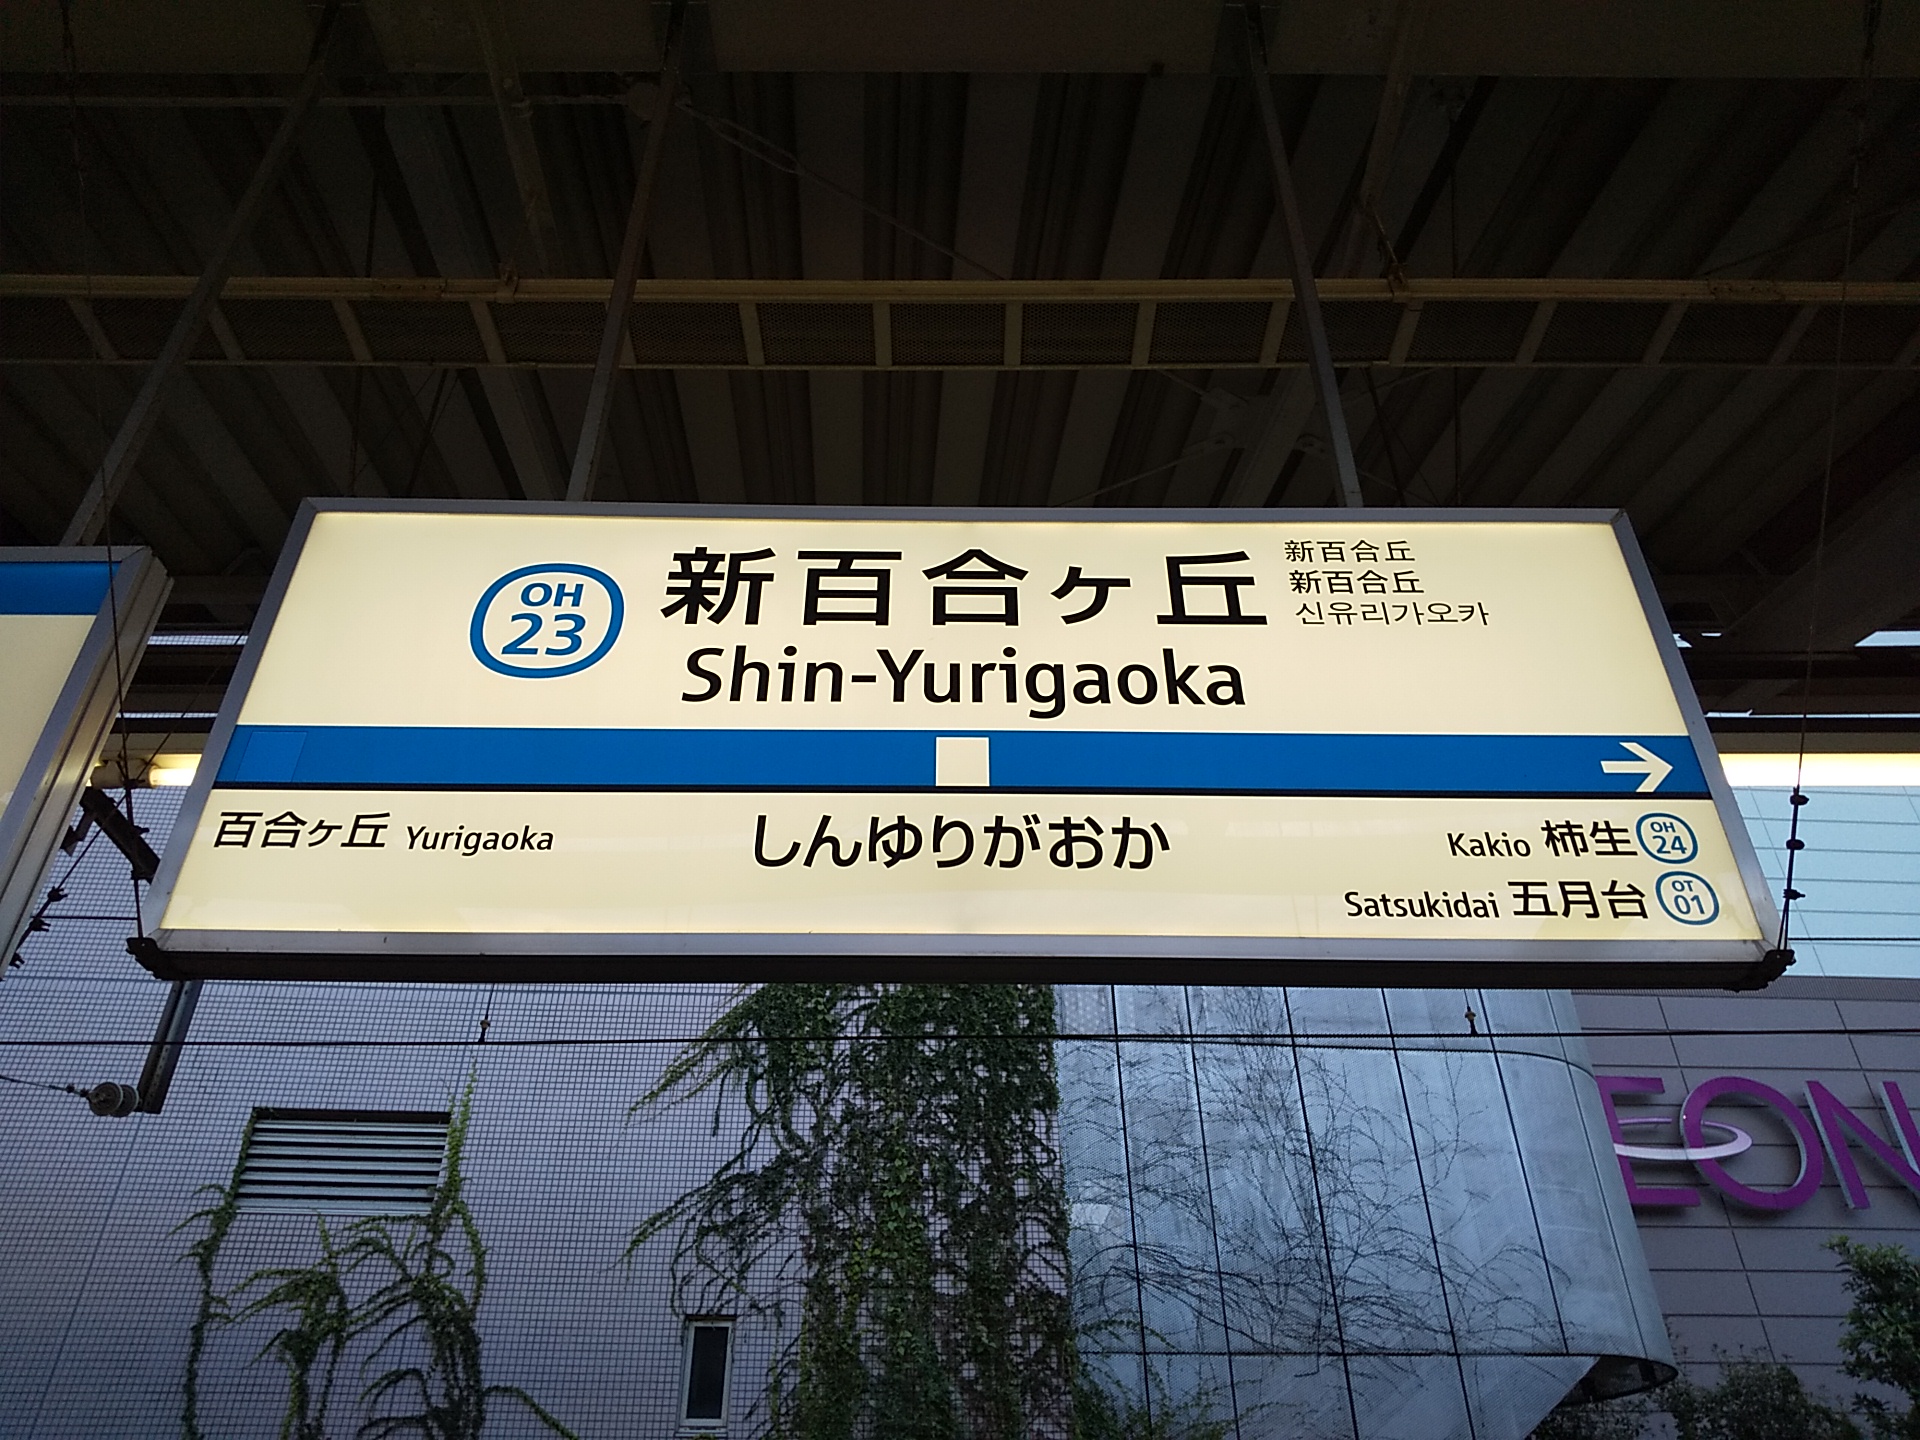 OH
23
新百合ヶ丘
新百合丘
新百合丘
신유리가오카
Shin-Yurigaoka
百合ヶ丘 Yurigaoka
しんゆりがおか
Kakio 柿生 OH 24
Satsukidai 五月台 OT 01
EON